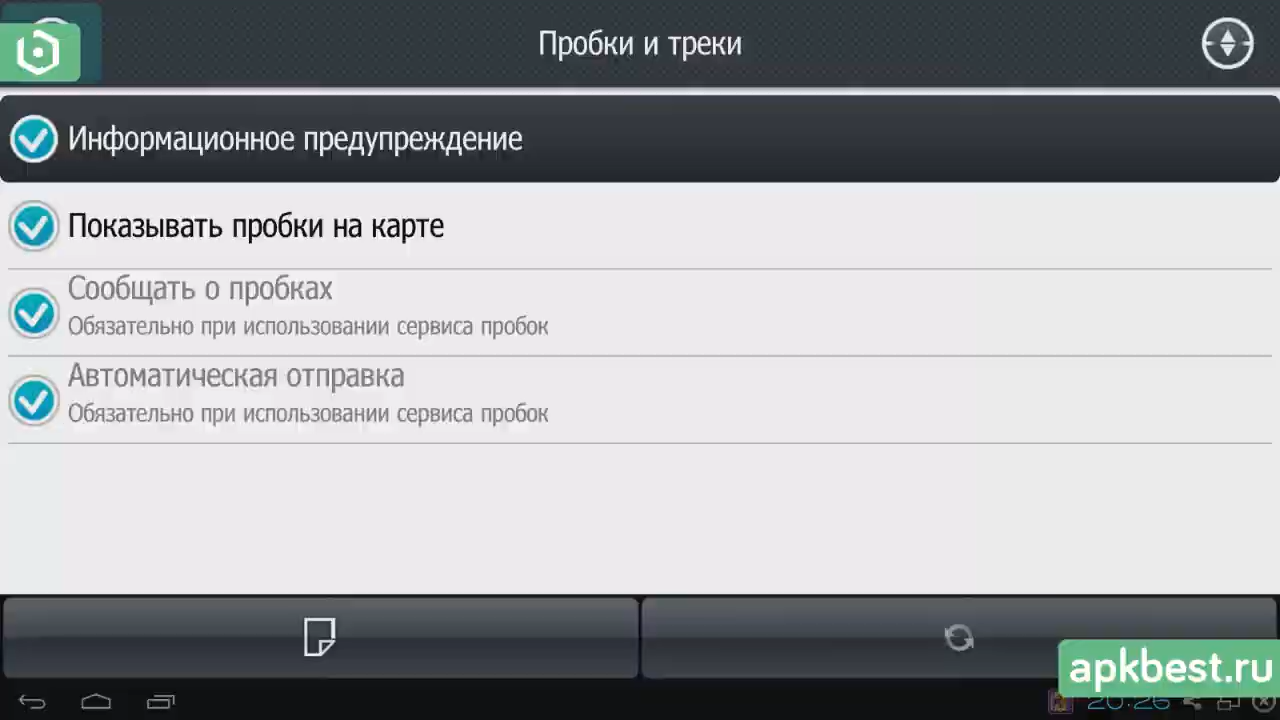 Пробки и треки
Информационное предупреждение
Показывать пробки на карте
Сообщать о пробках
Обязательно при использовании сервиса пробок
Автоматическая отправка
Обязательно при использовании сервиса пробок
apkbest.ru